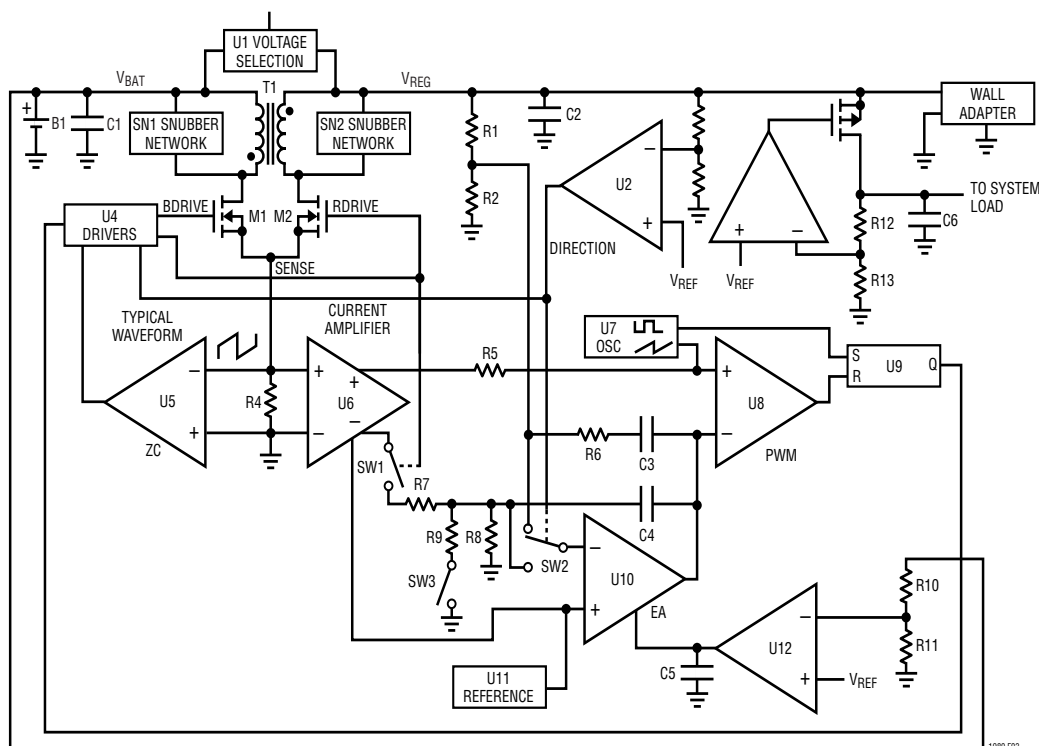 U1 VOLTAGE
SELECTION
VBAT
T1
VREG
+
B1
C1
SN1 SNUBBER
NETWORK
SN2 SNUBBER
NETWORK
R1
R2
C2
U2
−
+
VREF
DIRECTION
WALL
ADAPTER
TO SYSTEM
LOAD
+
−
VREF
R12
R13
C6
U4
DRIVERS
BDRIVE
M1
M2
RDRIVE
SENSE
TYPICAL
WAVEFORM
CURRENT
AMPLIFIER
−
U5
+
ZC
R4
+
+
U6
−
−
R5
U7
OSC
+
U8
−
PWM
S
R
U9
Q
SW1
R7
R6
C3
C4
R9
R8
SW3
SW2
−
U10
+
EA
U11
REFERENCE
C5
−
U12
+
VREF
R10
R11